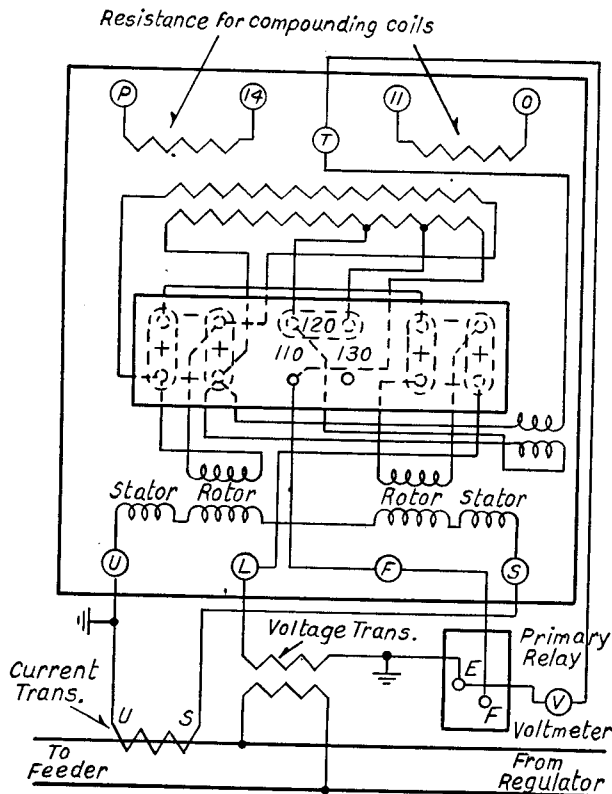 Resistance for compounding coils
P
14
11
O
T
120
110
130
Stator
Rotor
Rotor
Stator
U
L
F
S
Voltage Trans.
Primary
Relay
Current
Trans.
U
S
E
F
V
Voltmeter
To
Feeder
From
Regulator